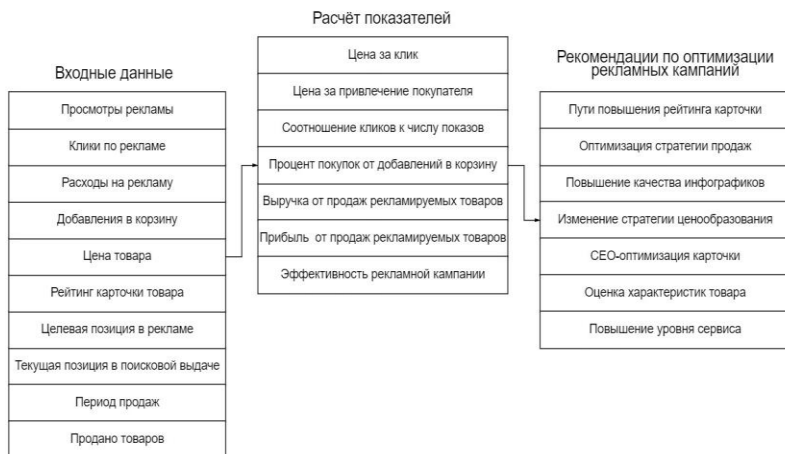 Расчёт показателей
Цена за клик
Цена за привлечение покупателя
Соотношение кликов к числу показов
Процент покупок от добавлений в корзину
Выручка от продаж рекламируемых товаров
Прибыль от продаж рекламируемых товаров
Эффективность рекламной кампании
Входные данные
Просмотры рекламы
Клики по рекламе
Расходы на рекламу
Добавления в корзину
Цена товара
Рейтинг карточки товара
Целевая позиция в рекламе
Текущая позиция в поисковой выдаче
Период продаж
Продано товаров
Рекомендации по оптимизации
рекламных кампаний
Пути повышения рейтинга карточки
Оптимизация стратегии продаж
Повышение качества инфографиков
Изменение стратегии ценообразования
СЕО-оптимизация карточки
Оценка характеристик товара
Повышение уровня сервиса